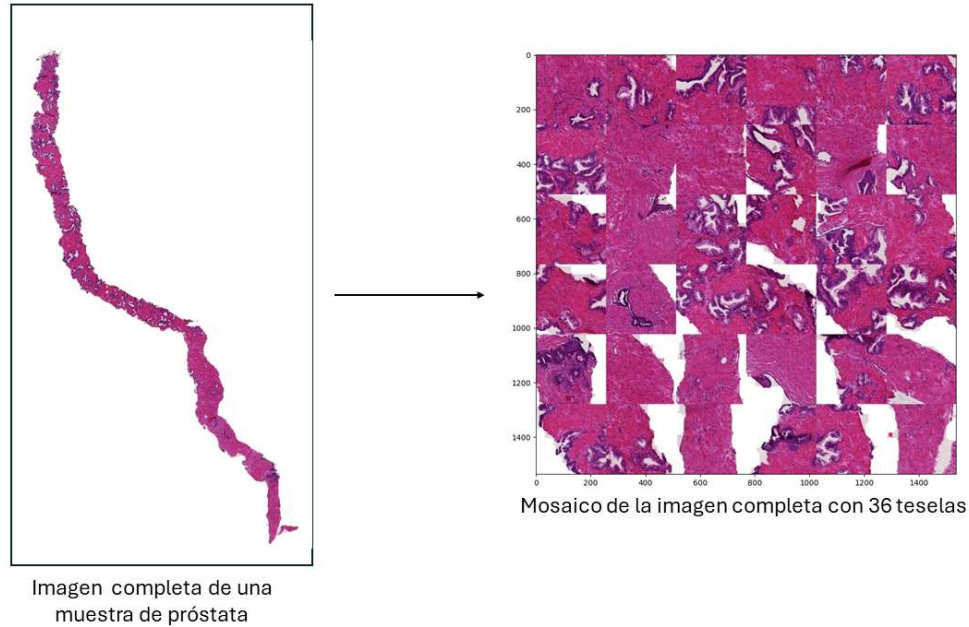 0
200
400
600
800
1000
1200
1400
0 200 400 600 800 1000 1200 1400
Mosaico de la imagen completa con 36 teselas
Imagen completa de una
muestra de próstata